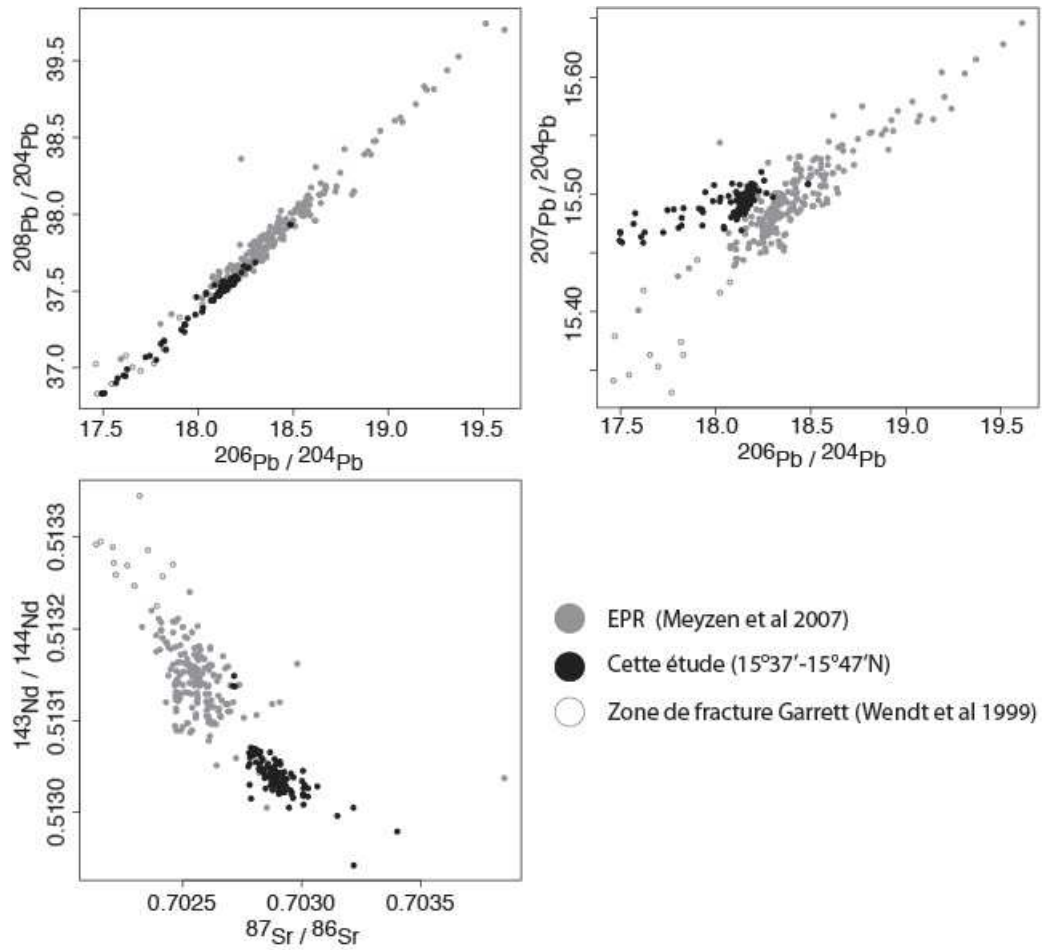 39.5
38.5
38.0
37.5
37.0
208Pb / 204Pb
17.5 18.0 18.5 19.0 19.5
206Pb / 204Pb
15.60
15.50
15.40
207Pb / 204Pb
17.5 18.0 18.5 19.0 19.5
206Pb / 204Pb
0.5133
0.5132
0.5131
0.5130
143Nd / 144Nd
0.7025 0.7030 0.7035
87Sr / 86Sr
EPR (Meyzen et al 2007)
Cette étude (15°37'-15°47'N)
Zone de fracture Garrett (Wendt et al 1999)